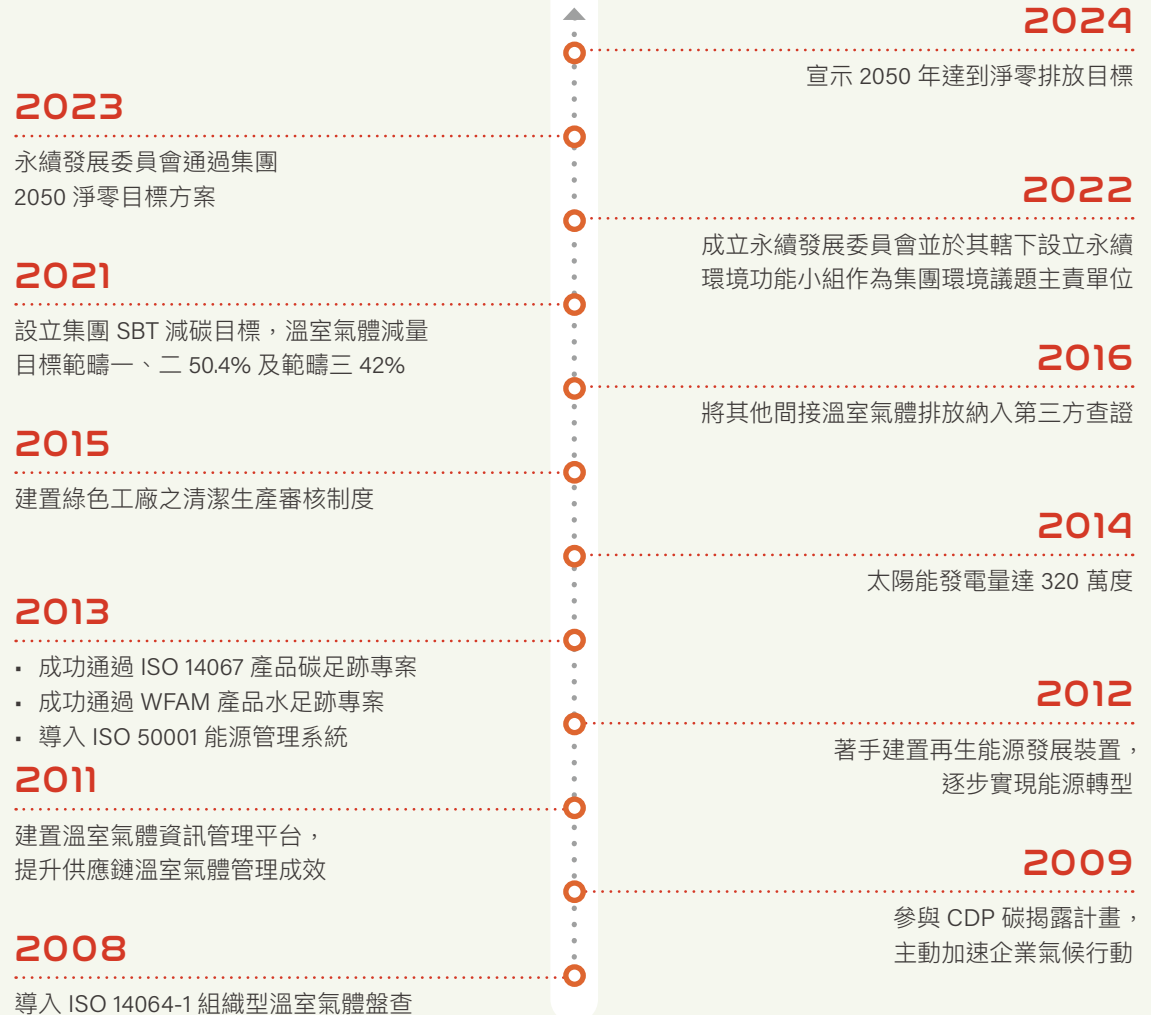 2024
宣示 2050 年達到淨零排放目標
2023
永續發展委員會通過集團
2050 淨零目標方案
2022
成立永續發展委員會並於其轄下設立永續
環境功能小組作為集團環境議題主責單位
2021
設立集團 SBT 減碳目標，溫室氣體減量
目標範疇一、二 50.4% 及範疇三 42%
2016
將其他間接溫室氣體排放納入第三方查證
2015
建置綠色工廠之清潔生產審核制度
2014
太陽能發電量達 320 萬度
2013
▪ 成功通過 ISO 14067 產品碳足跡專案
▪ 成功通過 WFAM 產品水足跡專案
▪ 導入 ISO 50001 能源管理系統
2012
著手建置再生能源發展裝置，
逐步實現能源轉型
2011
建置溫室氣體資訊管理平台，
提升供應鏈溫室氣體管理成效
2009
參與 CDP 碳揭露計畫，
主動加速企業氣候行動
2008
導入 ISO 14064-1 組織型溫室氣體盤查